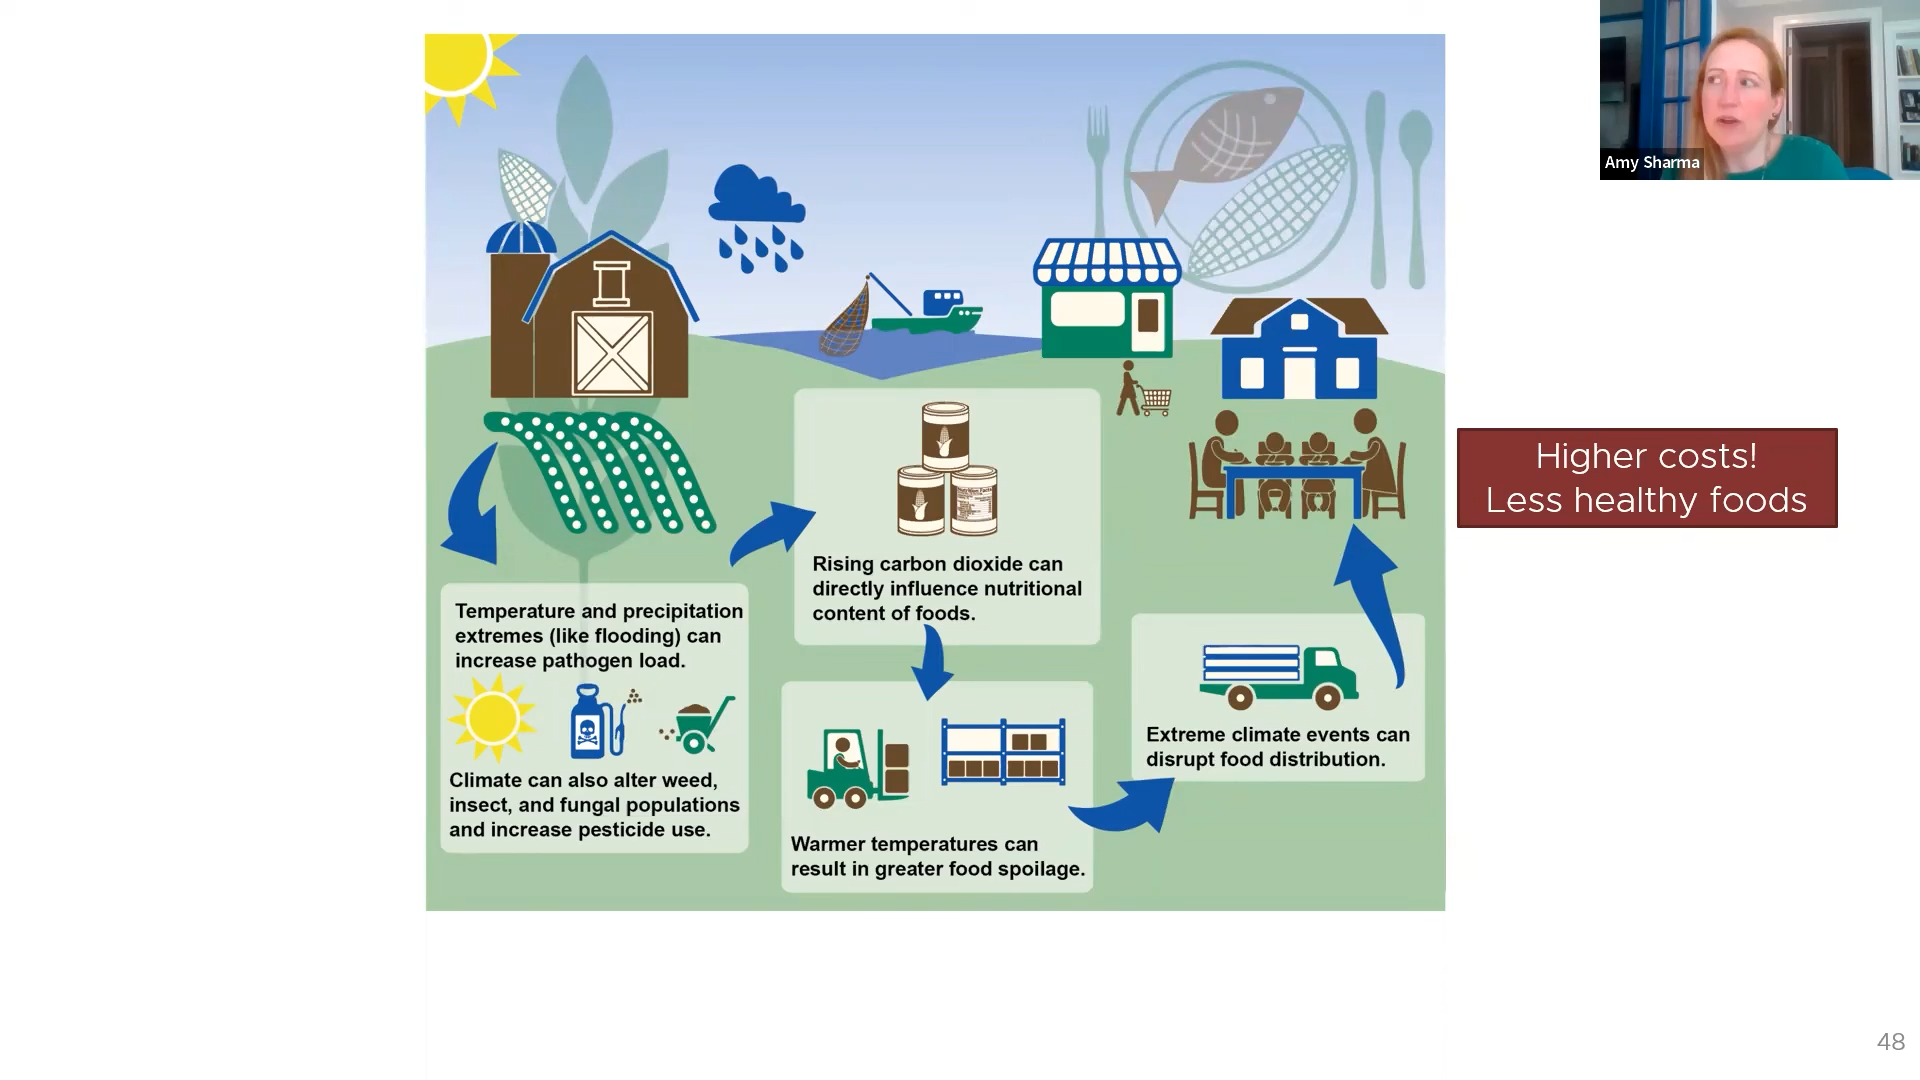 Amy Sharma
Higher costs!
Less healthy foods
Rising carbon dioxide can
directly influence nutritional
content of foods.
Temperature and precipitation
extremes (like flooding) can
increase pathogen load.
Climate can also alter weed,
insect, and fungal populations
and increase pesticide use.
Warmer temperatures can
result in greater food spoilage.
Extreme climate events can
disrupt food distribution.
48